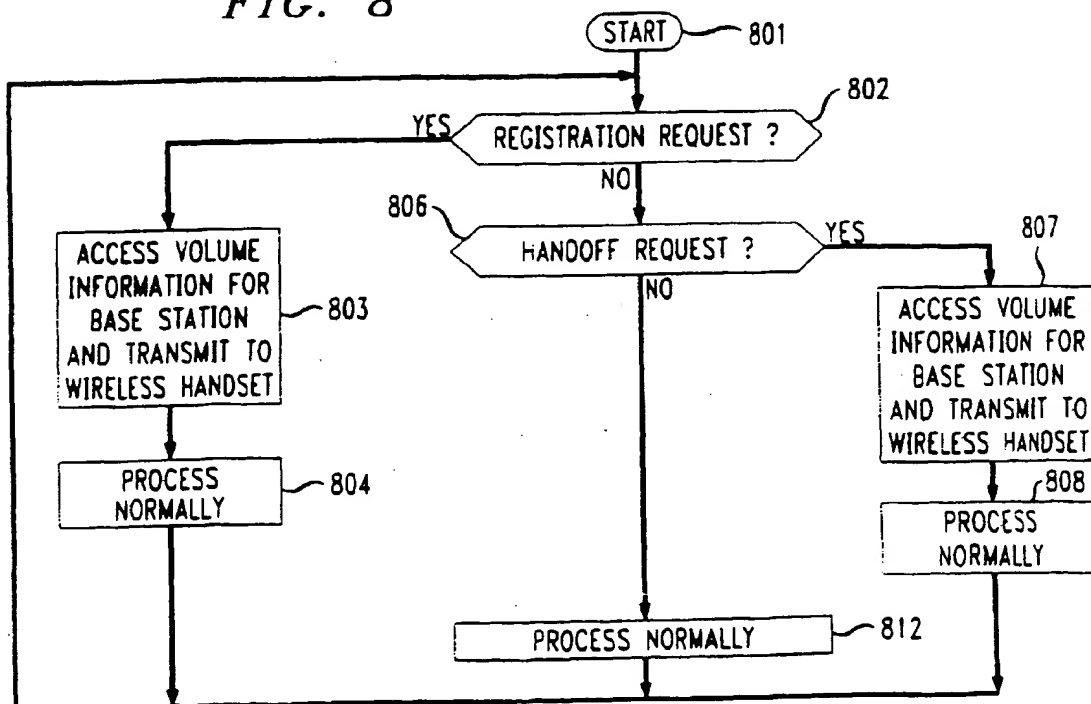 FIG. 8
START
801
802
YES
REGISTRATION REQUEST ?
NO
806
HANDOFF REQUEST ?
YES
807
NO
ACCESS VOLUME
INFORMATION FOR
BASE STATION
AND TRANSMIT TO
WIRELESS HANDSET
803
ACCESS VOLUME
INFORMATION FOR
BASE STATION
AND TRANSMIT TO
WIRELESS HANDSET
PROCESS
NORMALLY
804
808
PROCESS
NORMALLY
PROCESS NORMALLY
812